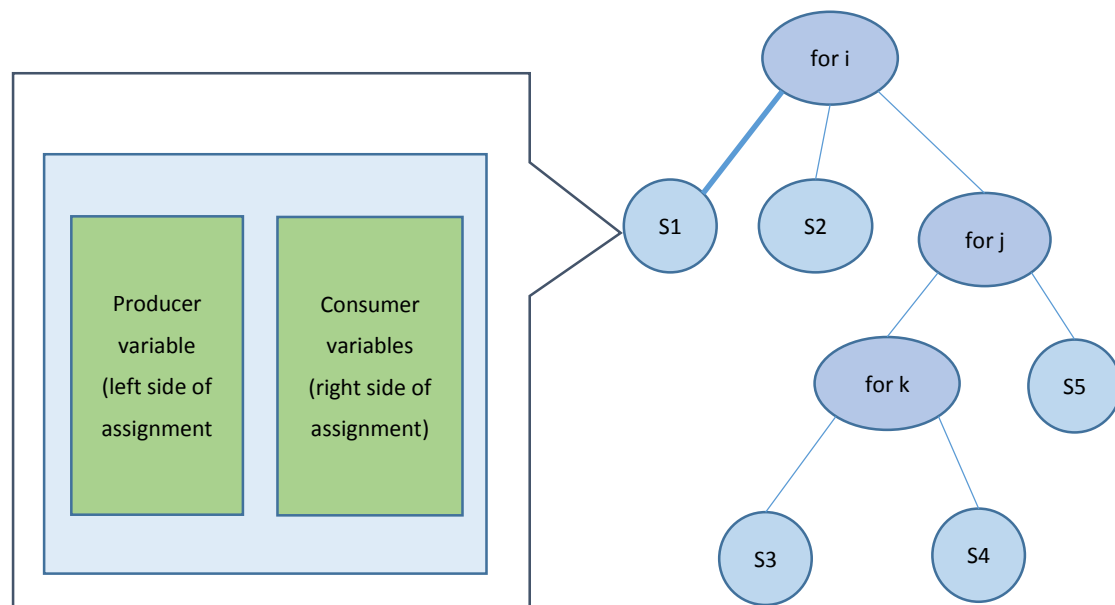 for i
S1
S2
for j
Producer
variable
(left side of
assignment
Consumer
variables
(right side of
assignment)
for k
S5
S3
S4